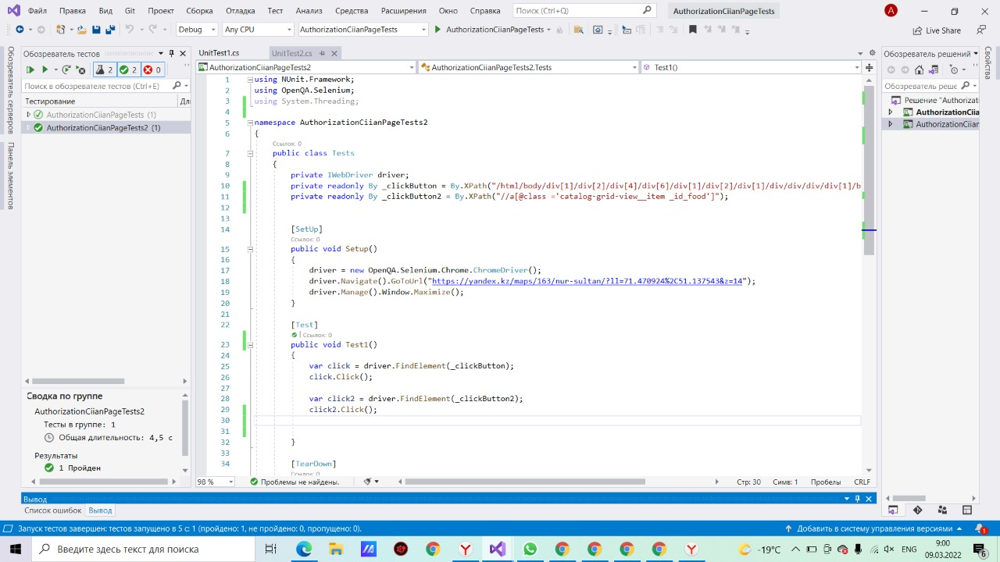 Файл Правка Вид Git Проект Сборка Отладка Тест Анализ Средства Расширения Окно Справка Поиск (Ctrl+Q) AuthorizationCiianPageTests A
Debug Any CPU AuthorizationCiianPageTests AuthorizationCiianPageTests Live Share
Обозреватель серверов
Панель элементов
Обозреватель тестов
2 2 0
Поиск в обозревателе тестов (Ctrl+E)
Тестирование Дл
AuthorizationCiianPageTests (1)
AuthorizationCiianPageTests2 (1)
Сводка по группе
AuthorizationCiianPageTests2
Тесты в группе: 1
Общая длительность: 4,5 с
Результаты
1 Пройден
UnitTest1.cs UnitTest2.cs
AuthorizationCiianPageTests2 AuthorizationCiianPageTests2.Tests Test1()
1 using NUnit.Framework;
2 using OpenQA.Selenium;
3 using System.Threading;
4
5 namespace AuthorizationCiianPageTests2
6 {
Ссылок: 0
7 public class Tests
8 {
9 private IWebDriver driver;
10 private readonly By _clickButton = By.XPath("/html/body/div[1]/div[2]/div[4]/div[6]/div[1]/div[2]/div[1]/div/div/div/div[1]/b
11 private readonly By _clickButton2 = By.XPath("//a[@class ='catalog-grid-view__item _id_food']");
12
13
14 [SetUp]
Ссылок: 0
15 public void Setup()
16 {
17 driver = new OpenQA.Selenium.Chrome.ChromeDriver();
18 driver.Navigate().GoToUrl("https://yandex.kz/maps/163/nur-sultan/?ll=71.470924%2C51.137543&z=14");
19 driver.Manage().Window.Maximize();
20 }
21
22 [Test]
Ссылок: 0
23 public void Test1()
24 {
25 var click = driver.FindElement(_clickButton);
26 click.Click();
27
28 var click2 = driver.FindElement(_clickButton2);
29 click2.Click();
30
31
32 }
33
34 [TearDown]
Ссылок: 0
98 % Проблемы не найдены. Стр: 30 Симв: 1 Пробелы CRLF
Обозреватель решений
Обозреватель реше
Решение "Authorizat
AuthorizationCiian
AuthorizationCiian
Свойства
Вывод
Список ошибок Вывод
Запуск тестов завершен: тестов запущено в 5 с: 1 (пройдено: 1, не пройдено: 0, пропущено: 0). Добавить в систему управления версиями 1
Введите здесь текст для поиска -19°C ENG 9:00
09.03.2022 6